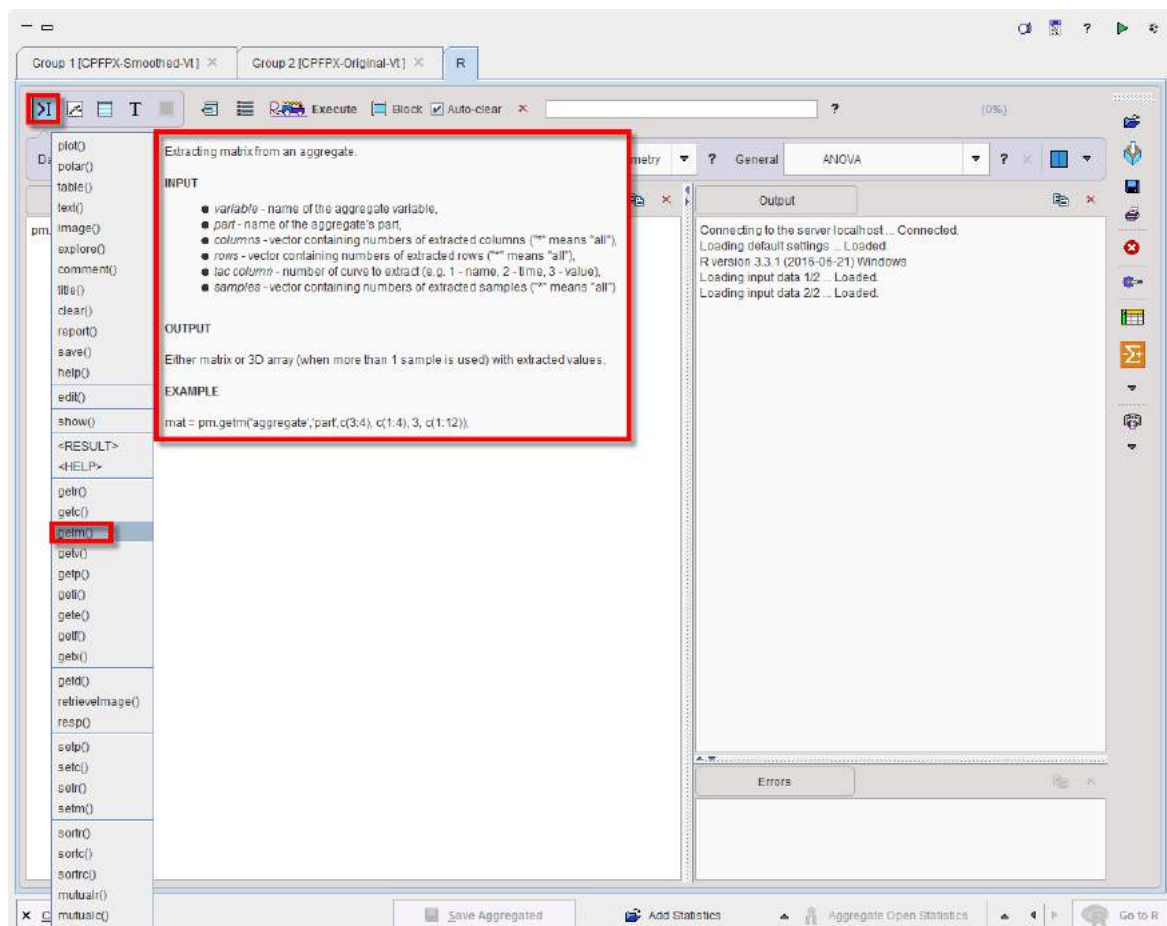 Group 1 [CPFPX-Smoothed-Vt]
Group 2 [CPFPX-Original-Vt]
R
?
T
Execute
Block
Auto-clear
?
(0%)
plot()
polar()
table()
text()
image()
explore()
comment()
title()
clear()
report()
save()
help()
edit()
show()
<RESULT>
<HELP>
getr()
getc()
getm()
getv()
getp()
geti()
gete()
getf()
getx()
getd()
retrieveImage()
resp()
setp()
setc()
setr()
setm()
sortr()
sortc()
sortrc()
mutualr()
mutualc()
Da
pm.
Extracting matrix from an aggregate.
INPUT
● variable - name of the aggregate variable,
● part - name of the aggregate's part,
● columns - vector containing numbers of extracted columns ("*" means "all"),
● rows - vector containing numbers of extracted rows ("*" means "all"),
● tac column - number of curve to extract (e.g. 1 - name, 2 - time, 3 - value),
● samples - vector containing numbers of extracted samples ("*" means "all")
OUTPUT
Either matrix or 3D array (when more than 1 sample is used) with extracted values.
EXAMPLE
mat = pm.getm('aggregate','part',c(3:4), c(1:4), 3, c(1:12));
metry
?
General
ANOVA
?
Output
Connecting to the server localhost ... Connected.
Loading default settings ... Loaded.
R version 3.3.1 (2016-06-21) Windows
Loading input data 1/2 ... Loaded.
Loading input data 2/2 ... Loaded.
Errors
C
Save Aggregated
Add Statistics
Aggregate Open Statistics
Go to R